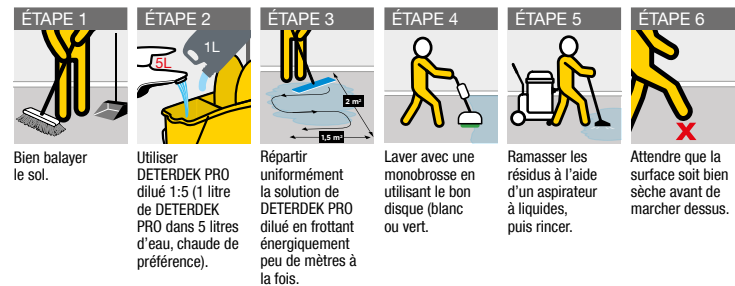 ÉTAPE 1
Bien balayer
le sol.
ÉTAPE 2
1L
5L
Utiliser
DETERDEK PRO
dilué 1:5 (1 litre
de DETERDEK
PRO dans 5 litres
d'eau, chaude de
préférence).
ÉTAPE 3
2 m²
1,5 m²
Répartir
uniformément
la solution de
DETERDEK PRO
dilué en frottant
énergiquement
peu de mètres à
la fois.
ÉTAPE 4
Laver avec une
monobrosse en
utilisant le bon
disque (blanc
ou vert.
ÉTAPE 5
Ramasser les
résidus à l'aide
d'un aspirateur
à liquides,
puis rincer.
ÉTAPE 6
X
Attendre que la
surface soit bien
sèche avant de
marcher dessus.